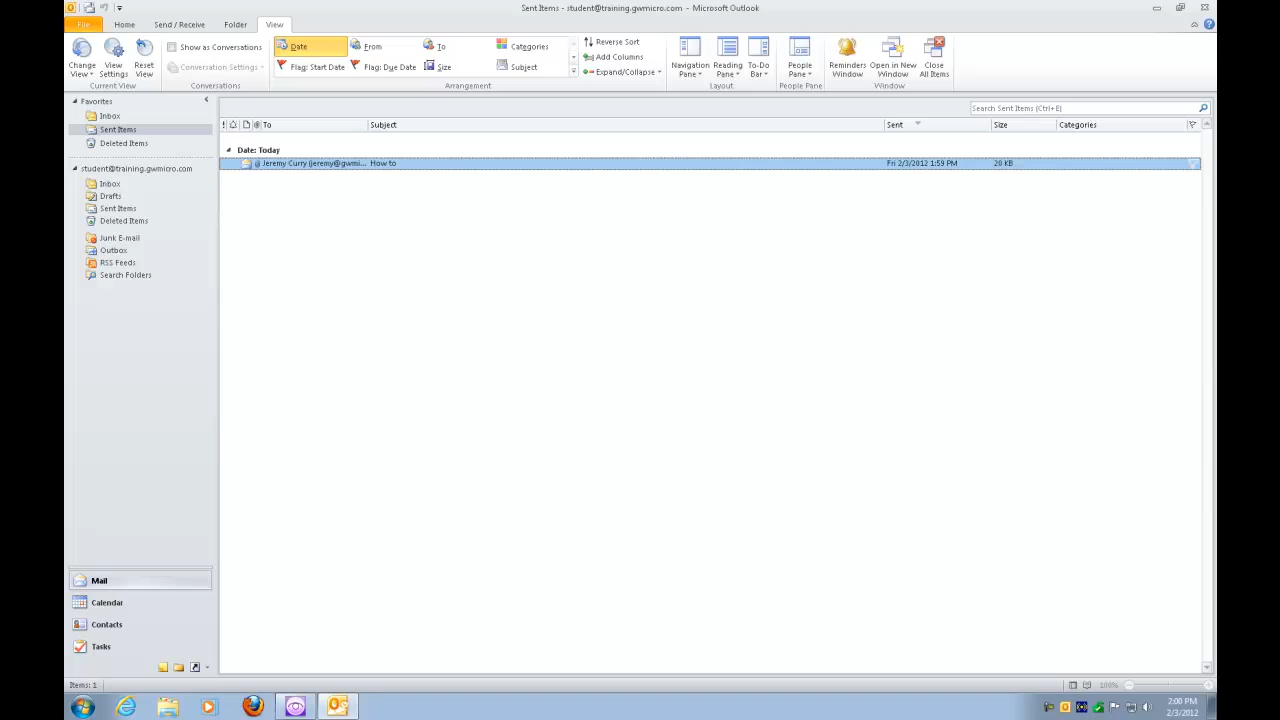 Sent Items - student@training.gwmicro.com - Microsoft Outlook
File Home Send / Receive Folder View
Change View View Settings Reset View
Current View
Show as Conversations
Conversation Settings
Conversations
Date From To Categories
Flag: Start Date Flag: Due Date Size Subject
Arrangement
Reverse Sort
Add Columns
Expand/Collapse
Navigation Pane Reading Pane To-Do Bar
Layout
People Pane
People Pane
Reminders Window Open in New Window Close All Items
Window
Favorites
Inbox
Sent Items
Deleted Items
student@training.gwmicro.com
Inbox
Drafts
Sent Items
Deleted Items
Junk E-mail
Outbox
RSS Feeds
Search Folders
Mail
Calendar
Contacts
Tasks
Search Sent Items (Ctrl+E)
! To Subject Sent Size Categories
Date: Today
Jeremy Curry (jeremy@gwmi... How to Fri 2/3/2012 1:59 PM 20 KB
Items: 1
100%
2:00 PM
2/3/2012